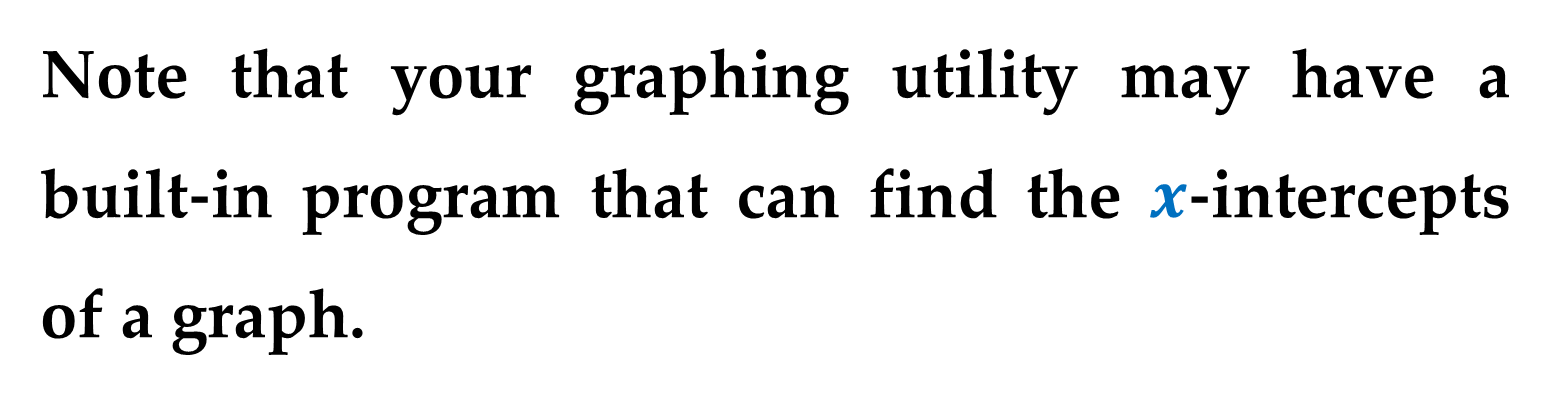 Note that your graphing utility may have a
built-in program that can find the x-intercepts
of a graph.